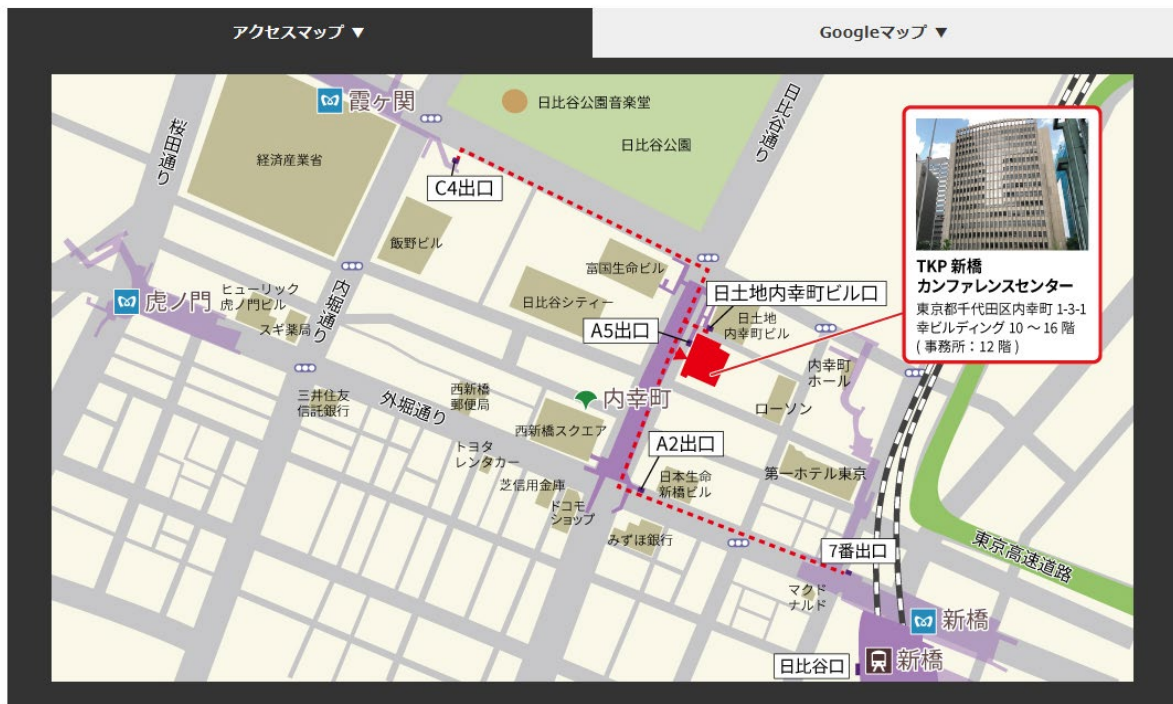 アクセスマップ ▼
Googleマップ ▼
霞ヶ関
日比谷公園音楽堂
日比谷通り
桜田通り
経済産業省
日比谷公園
C4出口
飯野ビル
富国生命ビル
TKP 新橋
カンファレンスセンター
東京都千代田区内幸町 1-3-1
幸ビルディング 10 ～ 16 階
( 事務所：12 階 )
虎ノ門
ヒューリック
虎ノ門ビル
スギ薬局
内堀通り
日比谷シティー
日土地内幸町ビル口
A5出口
日土地
内幸町ビル
内幸町
ホール
三井住友
信託銀行
外堀通り
西新橋
郵便局
内幸町
ローソン
西新橋スクエア
トヨタ
レンタカー
A2出口
芝信用金庫
日本生命
新橋ビル
第一ホテル東京
ドコモ
ショップ
みずほ銀行
7番出口
東京高速道路
マクド
ナルド
新橋
日比谷口
新橋